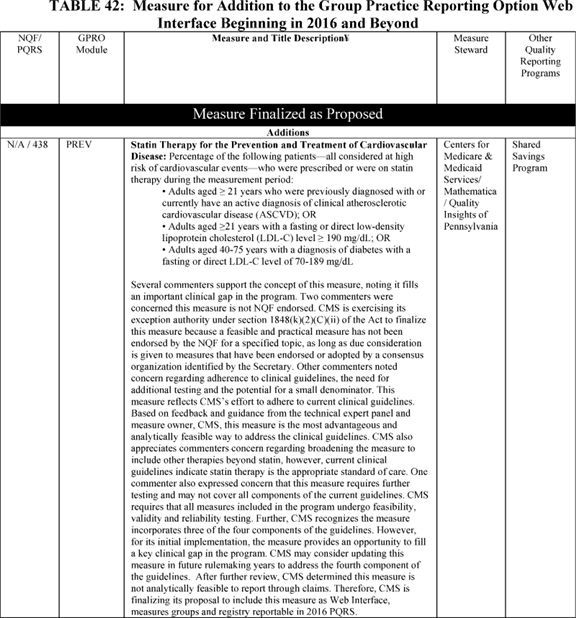 TABLE 42: Measure for Addition to the Group Practice Reporting Option Web
Interface Beginning in 2016 and Beyond
NQF/
PQRS
GPRO
Module
Measure and Title Description¥
Measure
Steward
Other
Quality
Reporting
Programs
Measure Finalized as Proposed
Additions
N/A / 438
PREV
Statin Therapy for the Prevention and Treatment of Cardiovascular
Disease: Percentage of the following patients—all considered at high
risk of cardiovascular events—who were prescribed or were on statin
therapy during the measurement period:
• Adults aged ≥ 21 years who were previously diagnosed with or
currently have an active diagnosis of clinical atherosclerotic
cardiovascular disease (ASCVD); OR
• Adults aged ≥21 years with a fasting or direct low-density
lipoprotein cholesterol (LDL-C) level ≥ 190 mg/dL; OR
• Adults aged 40-75 years with a diagnosis of diabetes with a
fasting or direct LDL-C level of 70-189 mg/dL
Several commenters support the concept of this measure, noting it fills
an important clinical gap in the program. Two commenters were
concerned this measure is not NQF endorsed. CMS is exercising its
exception authority under section 1848(k)(2)(C)(ii) of the Act to finalize
this measure because a feasible and practical measure has not been
endorsed by the NQF for a specified topic, as long as due consideration
is given to measures that have been endorsed or adopted by a consensus
organization identified by the Secretary. Other commenters noted
concern regarding adherence to clinical guidelines, the need for
additional testing and the potential for a small denominator. This
measure reflects CMS's effort to adhere to current clinical guidelines.
Based on feedback and guidance from the technical expert panel and
measure owner, CMS, this measure is the most advantageous and
analytically feasible way to address the clinical guidelines. CMS also
appreciates commenters concern regarding broadening the measure to
include other therapies beyond statin, however, current clinical
guidelines indicate statin therapy is the appropriate standard of care. One
commenter also expressed concern that this measure requires further
testing and may not cover all components of the current guidelines. CMS
requires that all measures included in the program undergo feasibility,
validity and reliability testing. Further, CMS recognizes the measure
incorporates three of the four components of the guidelines. However,
for its initial implementation, the measure provides an opportunity to fill
a key clinical gap in the program. CMS may consider updating this
measure in future rulemaking years to address the fourth component of
the guidelines. After further review, CMS determined this measure is
not analytically feasible to report through claims. Therefore, CMS is
finalizing its proposal to include this measure as Web Interface,
measures groups and registry reportable in 2016 PQRS.
Centers for
Medicare &
Medicaid
Services/
Mathematica
/ Quality
Insights of
Pennsylvania
Shared
Savings
Program